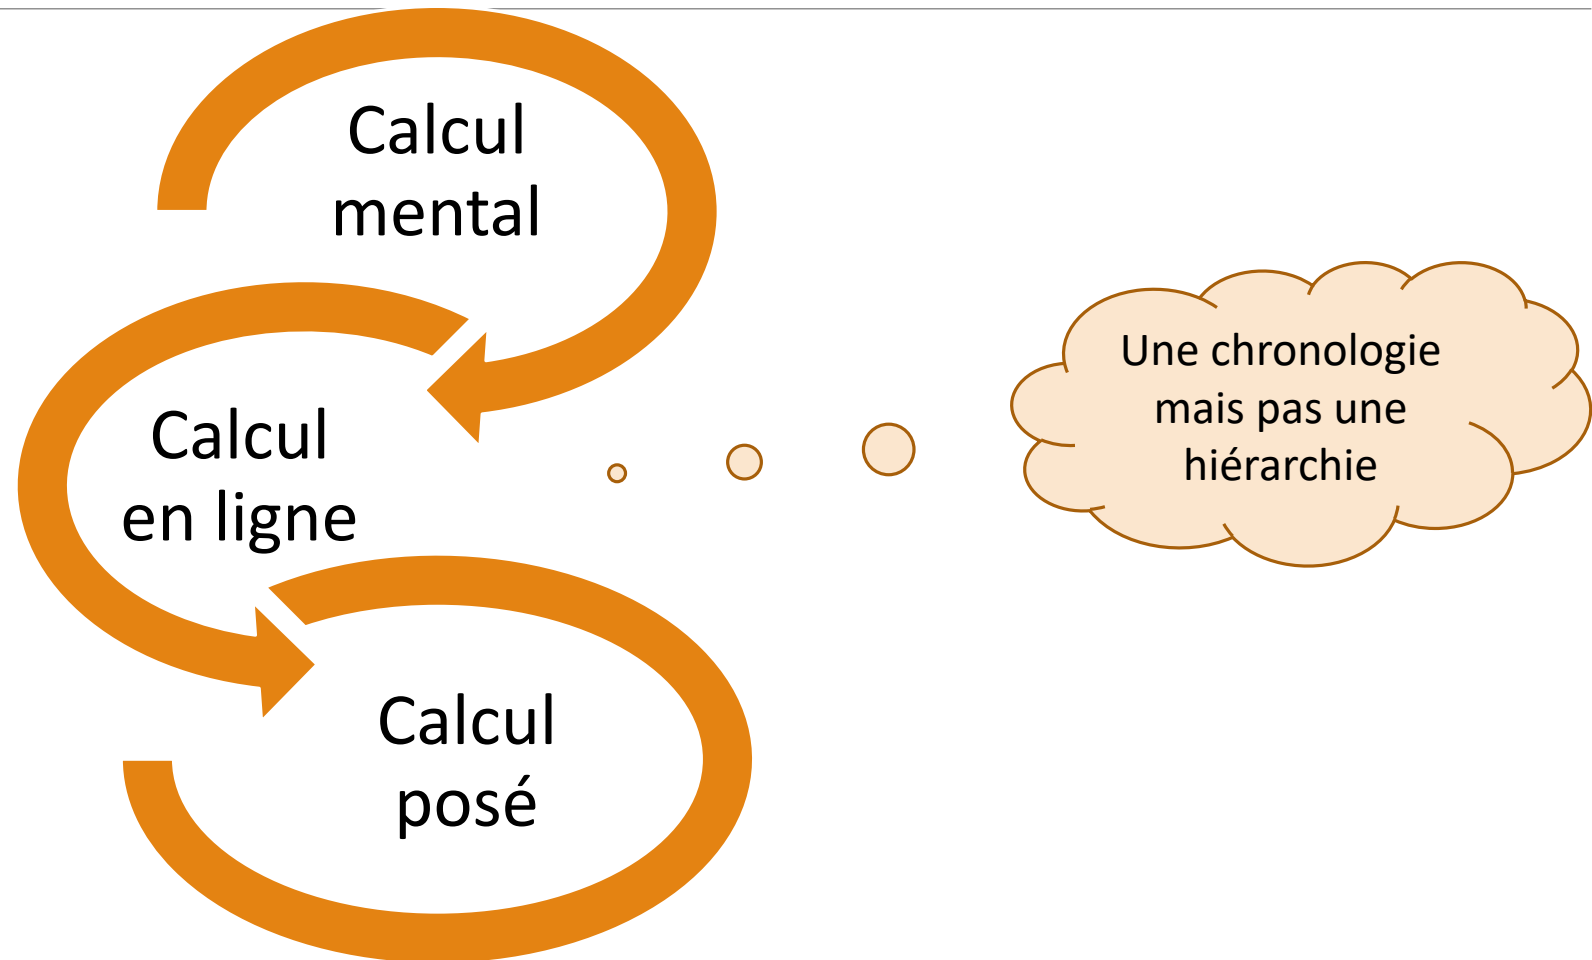 Calcul
mental
Calcul
en ligne
Calcul
posé
Une chronologie
mais pas une
hiérarchie